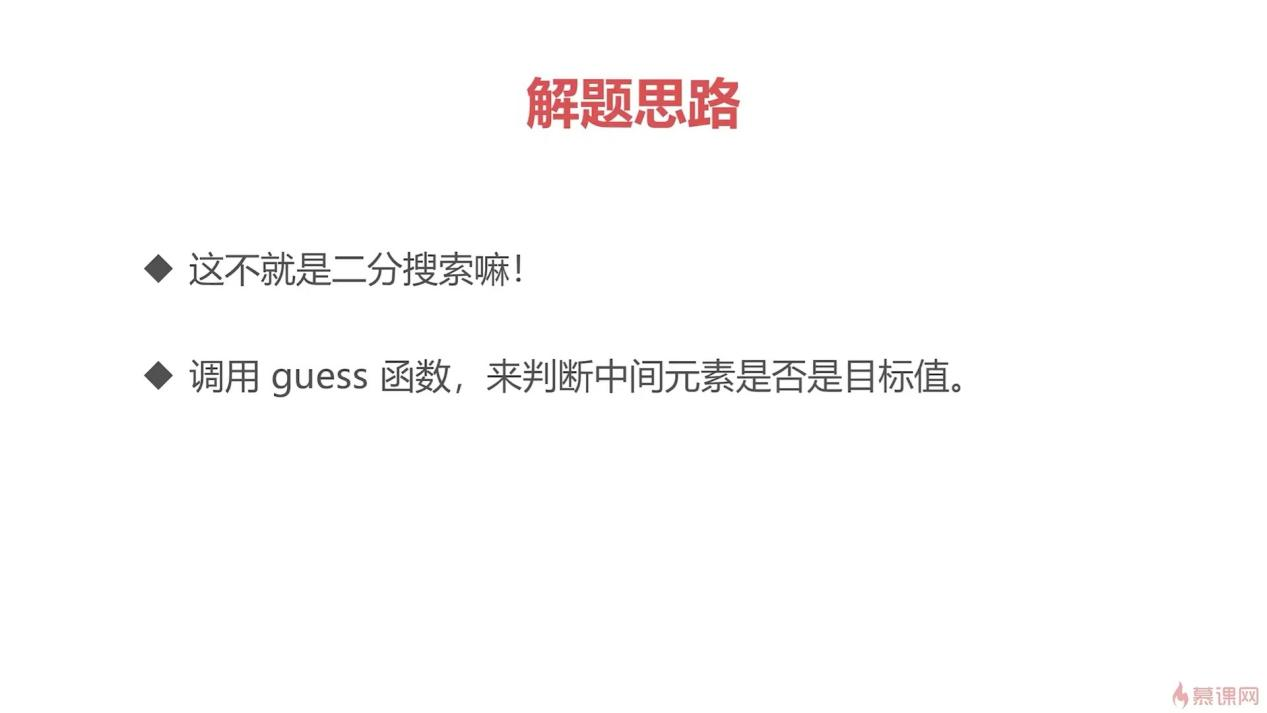 解题思路
◆ 这不就是二分搜索嘛！
◆ 调用 guess 函数，来判断中间元素是否是目标值。
慕课网